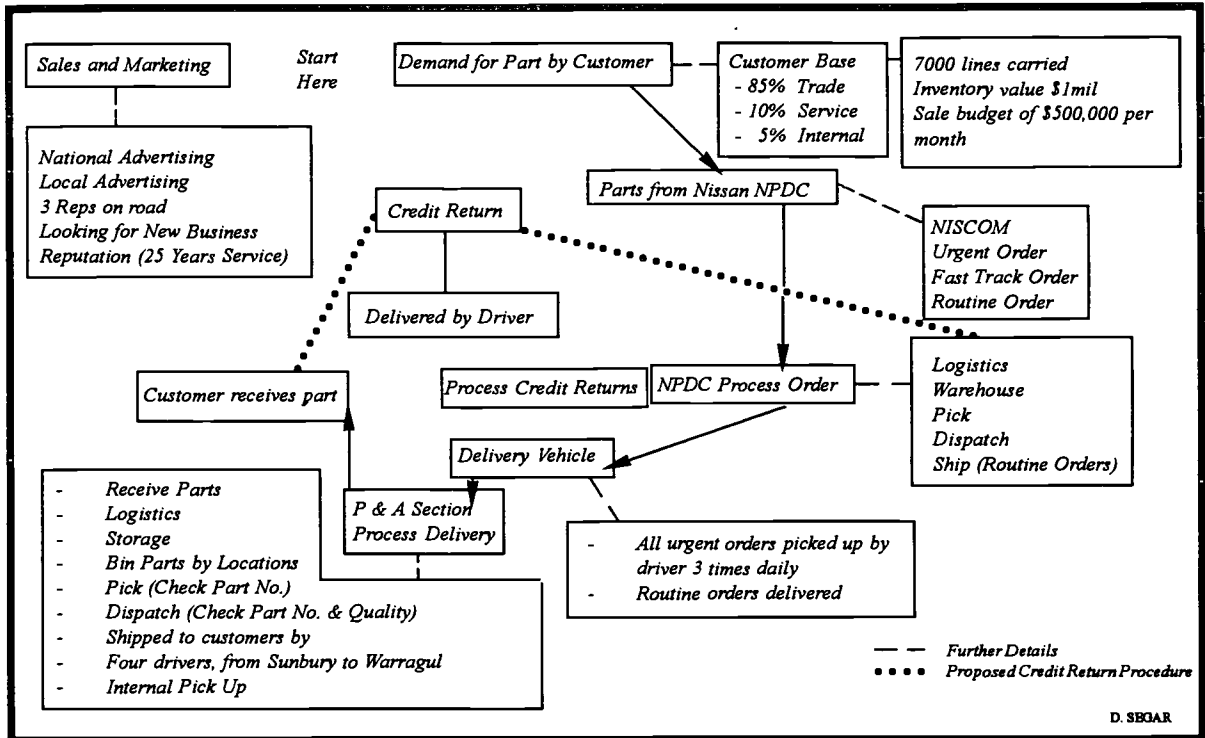 Sales and Marketing
Start
Here
Demand for Part by Customer
Customer Base
- 85% Trade
- 10% Service
- 5% Internal
7000 lines carried
Inventory value $1mil
Sale budget of $500,000 per
month
National Advertising
Local Advertising
3 Reps on road
Looking for New Business
Reputation (25 Years Service)
Parts from Nissan NPDC
Credit Return
NISCOM
Urgent Order
Fast Track Order
Routine Order
Delivered by Driver
Customer receives part
Process Credit Returns
NPDC Process Order
Logistics
Warehouse
Pick
Dispatch
Ship (Routine Orders)
Delivery Vehicle
P & A Section
Process Delivery
- Receive Parts
- Logistics
- Storage
- Bin Parts by Locations
- Pick (Check Part No.)
- Dispatch (Check Part No. & Quality)
- Shipped to customers by
- Four drivers, from Sunbury to Warragul
- Internal Pick Up
- All urgent orders picked up by
driver 3 times daily
- Routine orders delivered
Further Details
Proposed Credit Return Procedure
D. SEGAR